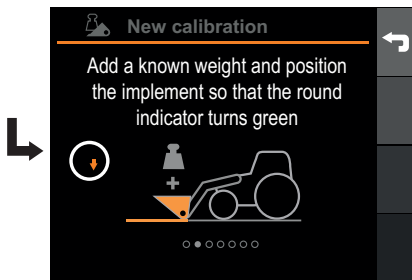 New calibration
Add a known weight and position
the implement so that the round
indicator turns green
+